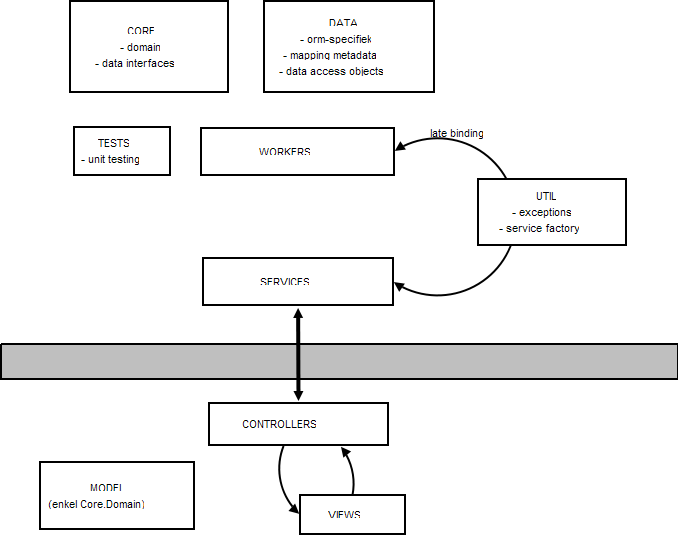 CORE
- domain
- data interfaces
DATA
- orm-specifiek
- mapping metadata
- data access objects
TESTS
- unit testing
WORKERS
late binding
UTIL
- exceptions
- service factory
SERVICES
CONTROLLERS
MODEL
(enkel Core.Domain)
VIEWS